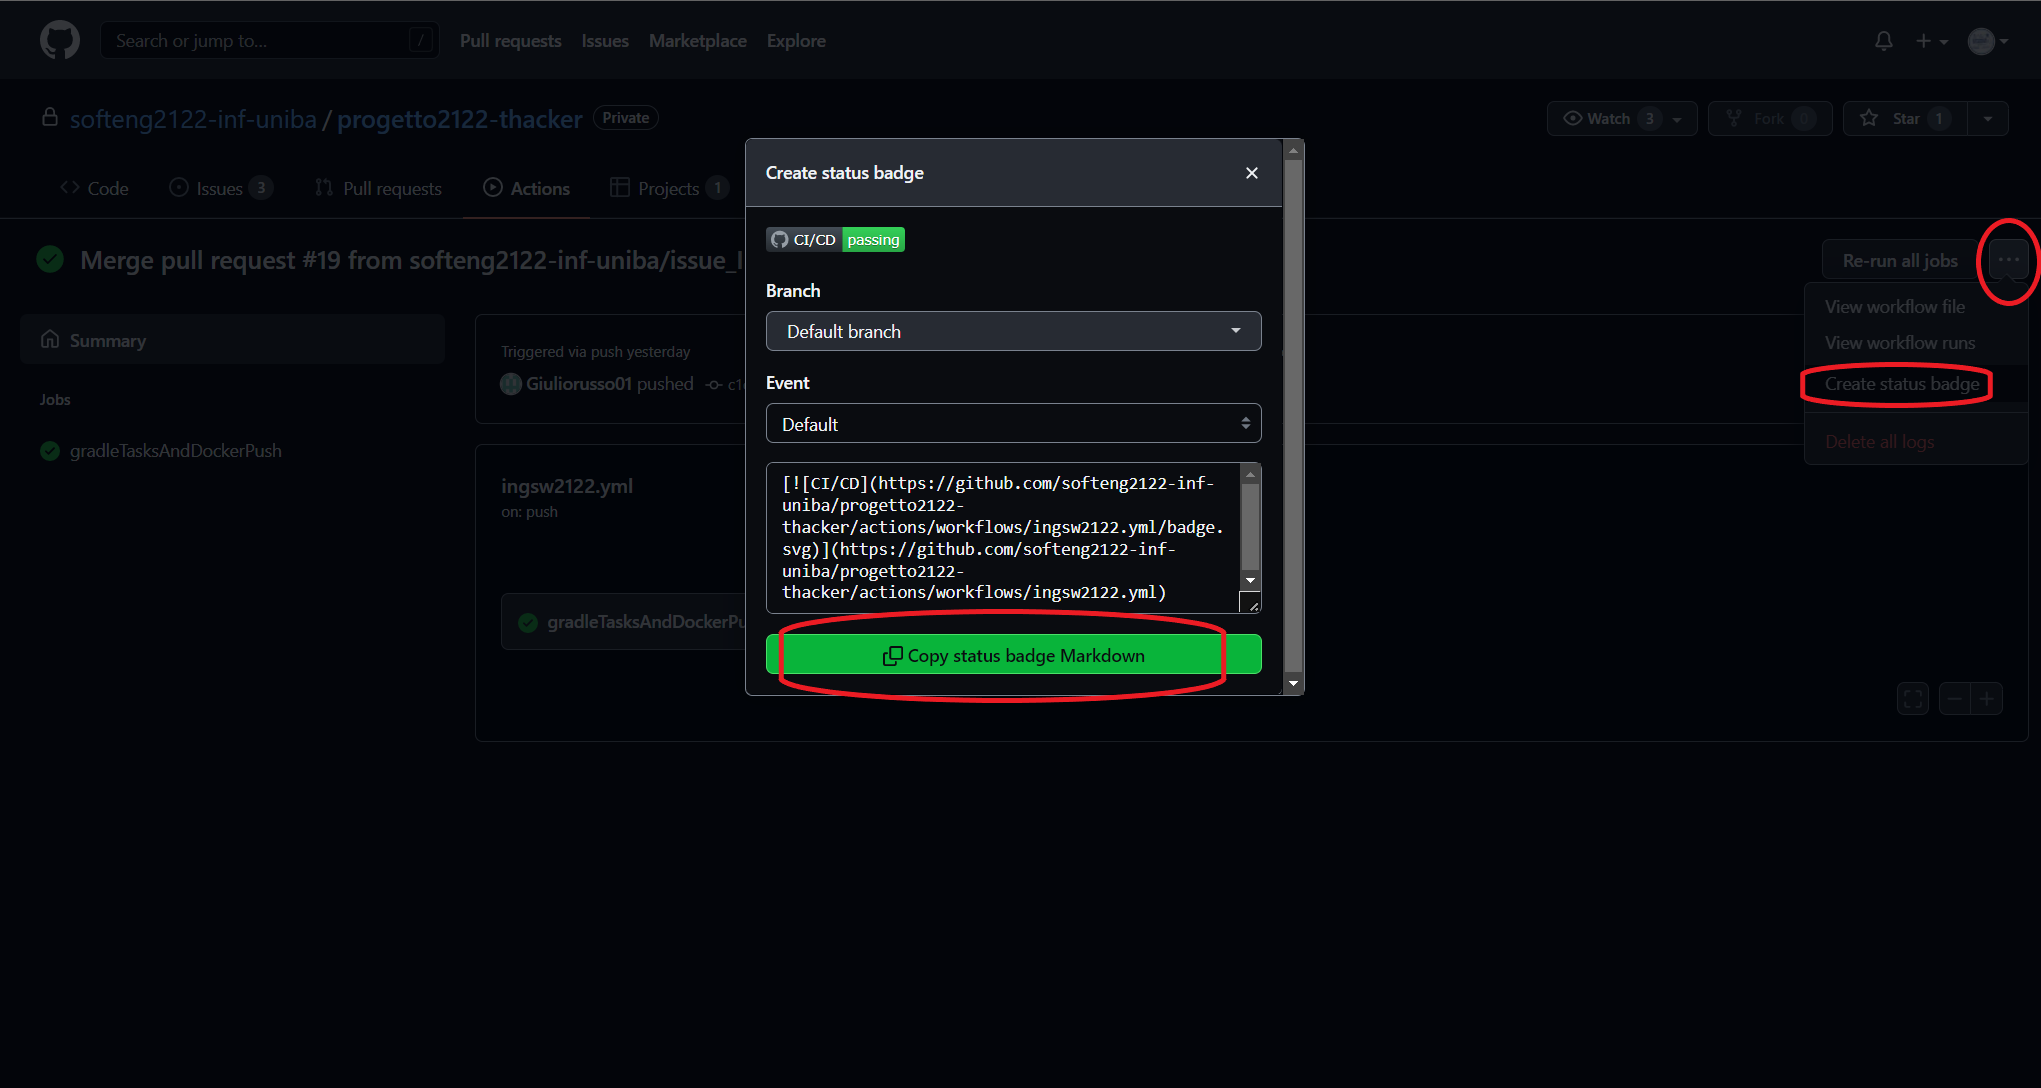 Search or jump to...
/
Pull requests
Issues
Marketplace
Explore
softeng2122-inf-uniba / progetto2122-thacker
Private
Watch 3
Fork 0
Star 1
Code
Issues 3
Pull requests
Actions
Projects 1
Merge pull request #19 from softeng2122-inf-uniba/issue_l
Re-run all jobs
...
View workflow file
View workflow runs
Create status badge
Delete all logs
Summary
Jobs
gradleTasksAndDockerPush
Triggered via push yesterday
Giuliorusso01 pushed
ingsw2122.yml
on: push
gradleTasksAndDockerPu
Create status badge
CI/CD passing
Branch
Default branch
Event
Default
[![CI/CD](https://github.com/softeng2122-inf-
uniba/progetto2122-
thacker/actions/workflows/ingsw2122.yml/badge.
svg)](https://github.com/softeng2122-inf-
uniba/progetto2122-
thacker/actions/workflows/ingsw2122.yml)
Copy status badge Markdown